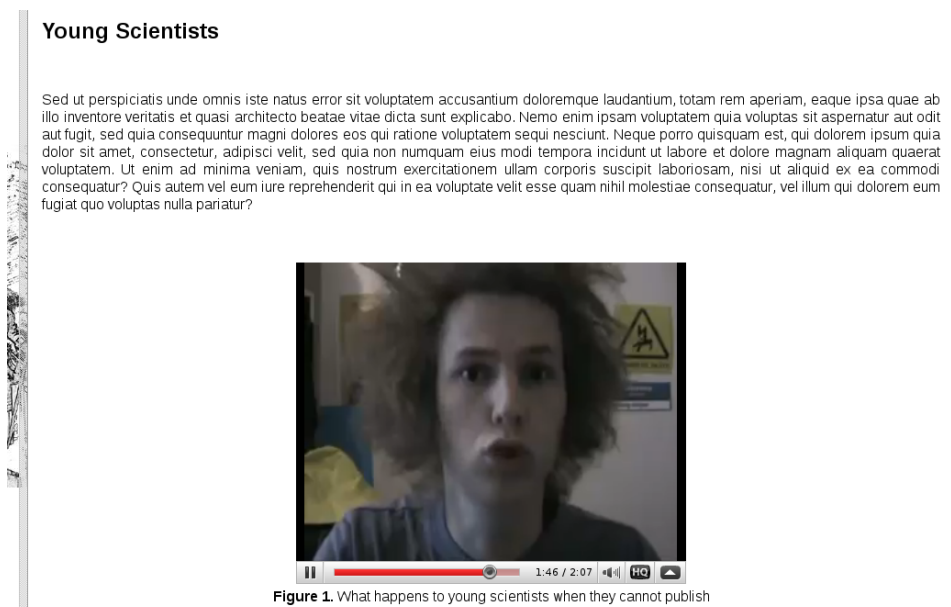 Young Scientists
Sed ut perspiciatis unde omnis iste natus error sit voluptatem accusantium doloremque laudantium, totam rem aperiam, eaque ipsa quae ab
illo inventore veritatis et quasi architecto beatae vitae dicta sunt explicabo. Nemo enim ipsam voluptatem quia voluptas sit aspernatur aut odit
aut fugit, sed quia consequuntur magni dolores eos qui ratione voluptatem sequi nesciunt. Neque porro quisquam est, qui dolorem ipsum quia
dolor sit amet, consectetur, adipisci velit, sed quia non numquam eius modi tempora incidunt ut labore et dolore magnam aliquam quaerat
voluptatem. Ut enim ad minima veniam, quis nostrum exercitationem ullam corporis suscipit laboriosam, nisi ut aliquid ex ea commodi
consequatur? Quis autem vel eum iure reprehenderit qui in ea voluptate velit esse quam nihil molestiae consequatur, vel illum qui dolorem eum
fugiat quo voluptas nulla pariatur?
1:46 / 2:07 HQ
Figure 1. What happens to young scientists when they cannot publish